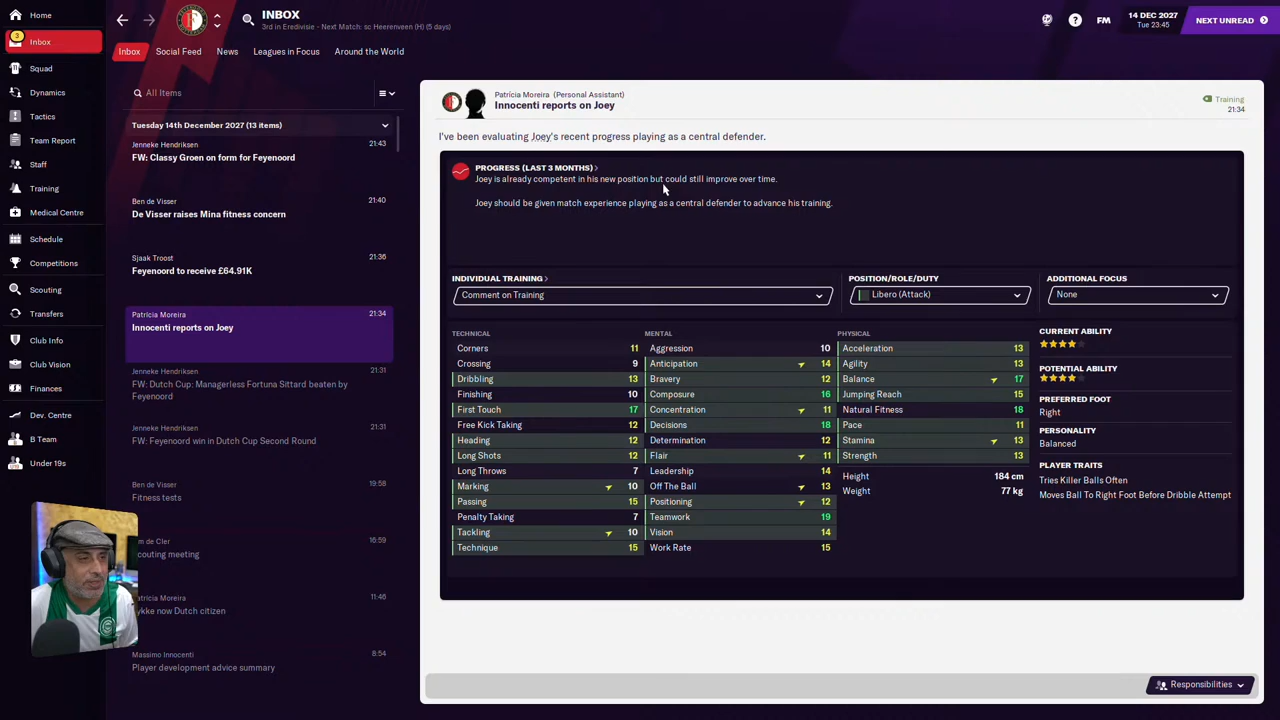 Home
INBOX
3rd in Eredivisie - Next Match: sc Heerenveen (H) (5 days)
FM
14 DEC 2027
Tue 23:45
NEXT UNREAD
3
Inbox
Inbox
Social Feed
News
Leagues in Focus
Around the World
Squad
Dynamics
Tactics
Team Report
Staff
Training
Medical Centre
Schedule
Competitions
Scouting
Transfers
Club Info
Club Vision
Finances
Dev. Centre
B Team
Under 19s
All Items
Tuesday 14th December 2027 (13 items)
Jenneke Hendriksen 21:43
FW: Classy Groen on form for Feyenoord
Ben de Visser 21:40
De Visser raises Mina fitness concern
Sjaak Troost 21:36
Feyenoord to receive £64.91K
Patrícia Moreira 21:34
Innocenti reports on Joey
Jenneke Hendriksen 21:31
FW: Dutch Cup: Managerless Fortuna Sittard beaten by
Feyenoord
Jenneke Hendriksen 21:31
FW: Feyenoord win in Dutch Cup Second Round
Ben de Visser 19:58
Fitness tests
m de Cler 16:59
couting meeting
atrícia Moreira 11:46
ykke now Dutch citizen
Massimo Innocenti 8:54
Player development advice summary
Patrícia Moreira (Personal Assistant)
Innocenti reports on Joey
Training
21:34
I've been evaluating Joey's recent progress playing as a central defender.
PROGRESS (LAST 3 MONTHS)
Joey is already competent in his new position but could still improve over time.
Joey should be given match experience playing as a central defender to advance his training.
INDIVIDUAL TRAINING
Comment on Training
POSITION/ROLE/DUTY
Libero (Attack)
ADDITIONAL FOCUS
None
TECHNICAL
Corners 11
Crossing 9
Dribbling 13
Finishing 10
First Touch 17
Free Kick Taking 12
Heading 12
Long Shots 12
Long Throws 7
Marking 10
Passing 15
Penalty Taking 7
Tackling 10
Technique 15
MENTAL
Aggression 10
Anticipation 14
Bravery 12
Composure 16
Concentration 11
Decisions 18
Determination 12
Flair 11
Leadership 14
Off The Ball 13
Positioning 12
Teamwork 19
Vision 14
Work Rate 15
PHYSICAL
Acceleration 13
Agility 13
Balance 17
Jumping Reach 15
Natural Fitness 18
Pace 11
Stamina 13
Strength 13
Height 184 cm
Weight 77 kg
CURRENT ABILITY
POTENTIAL ABILITY
PREFERRED FOOT
Right
PERSONALITY
Balanced
PLAYER TRAITS
Tries Killer Balls Often
Moves Ball To Right Foot Before Dribble Attempt
Responsibilities